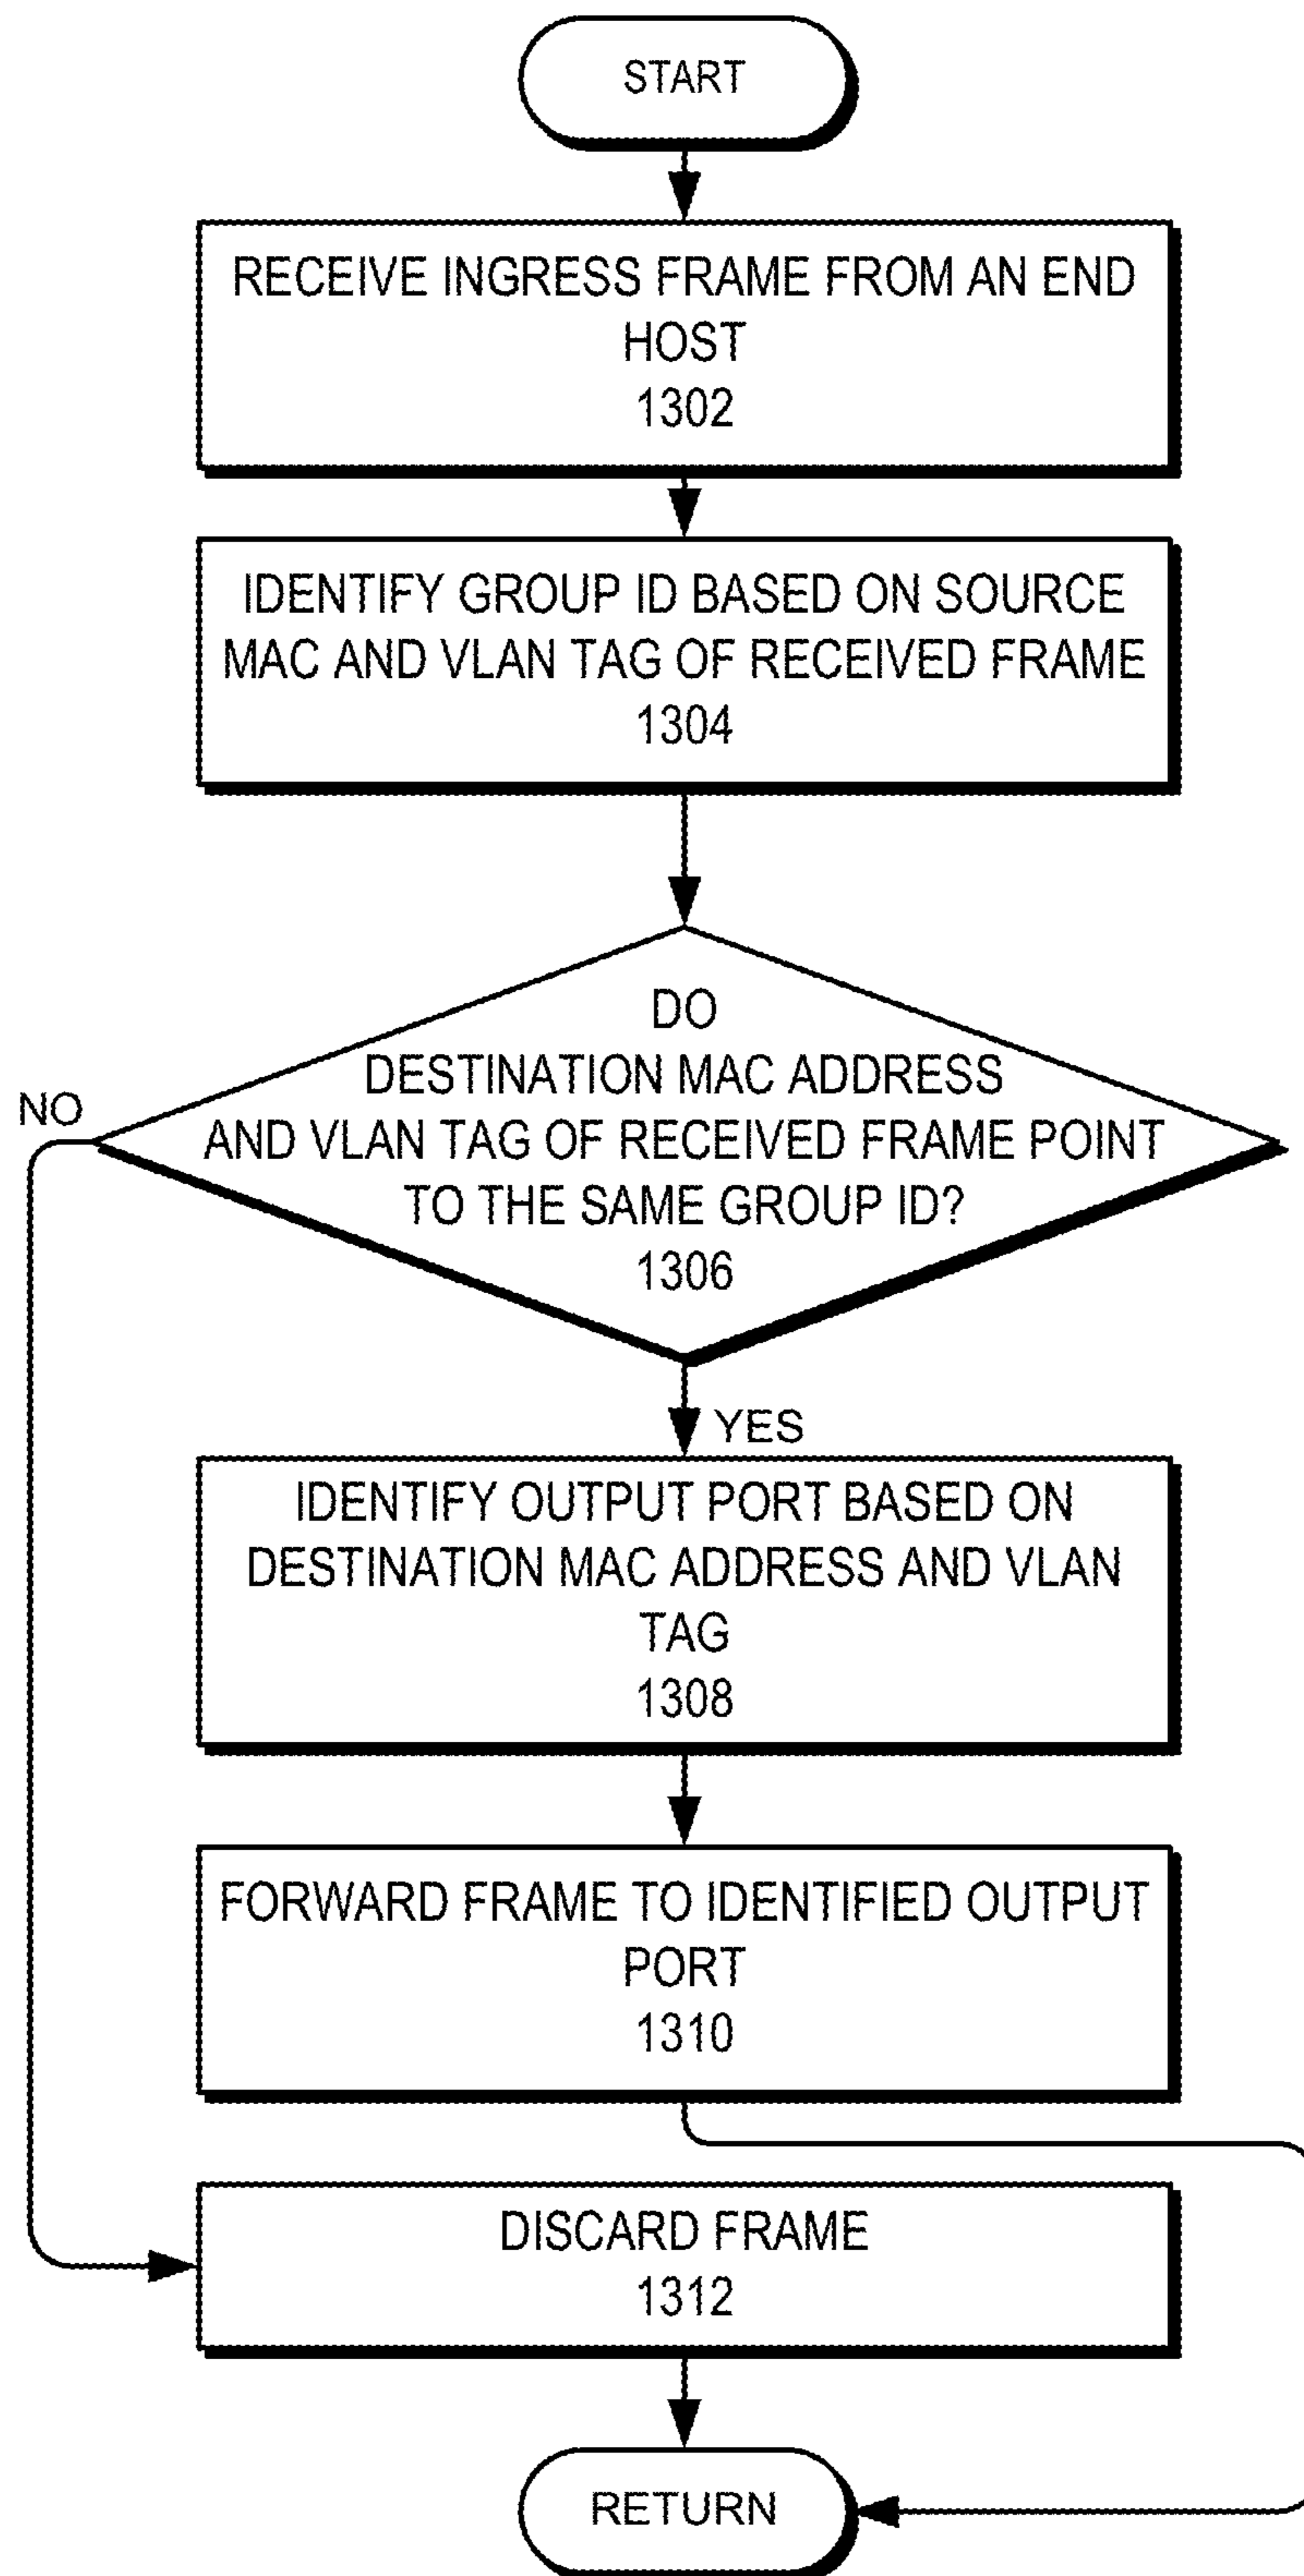 START
RECEIVE INGRESS FRAME FROM AN END
HOST
1302
IDENTIFY GROUP ID BASED ON SOURCE
MAC AND VLAN TAG OF RECEIVED FRAME
1304
DO
DESTINATION MAC ADDRESS
AND VLAN TAG OF RECEIVED FRAME POINT
TO THE SAME GROUP ID?
1306
NO
YES
IDENTIFY OUTPUT PORT BASED ON
DESTINATION MAC ADDRESS AND VLAN
TAG
1308
FORWARD FRAME TO IDENTIFIED OUTPUT
PORT
1310
DISCARD FRAME
1312
RETURN